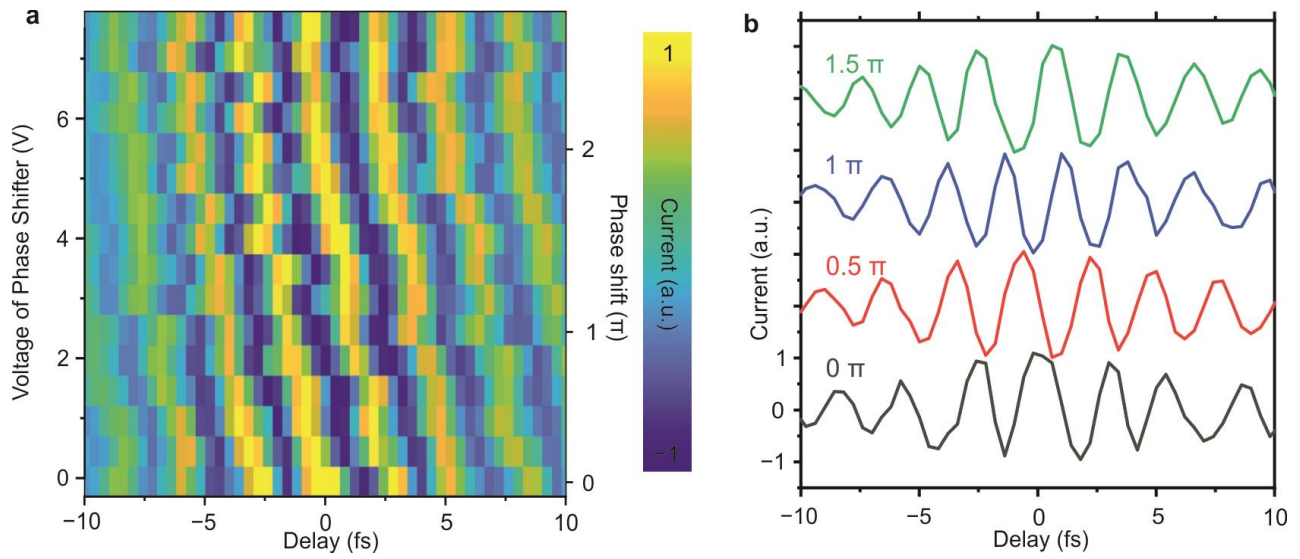 a
Voltage of Phase Shifter (V)
6
4
2
0
−10
−5
0
5
10
Delay (fs)
2
1
0
Phase shift (π)
1
Current (a.u.)
−1
b
Current (a.u.)
1.5 π
1 π
0.5 π
0 π
1
0
−1
−10
−5
0
5
10
Delay (fs)